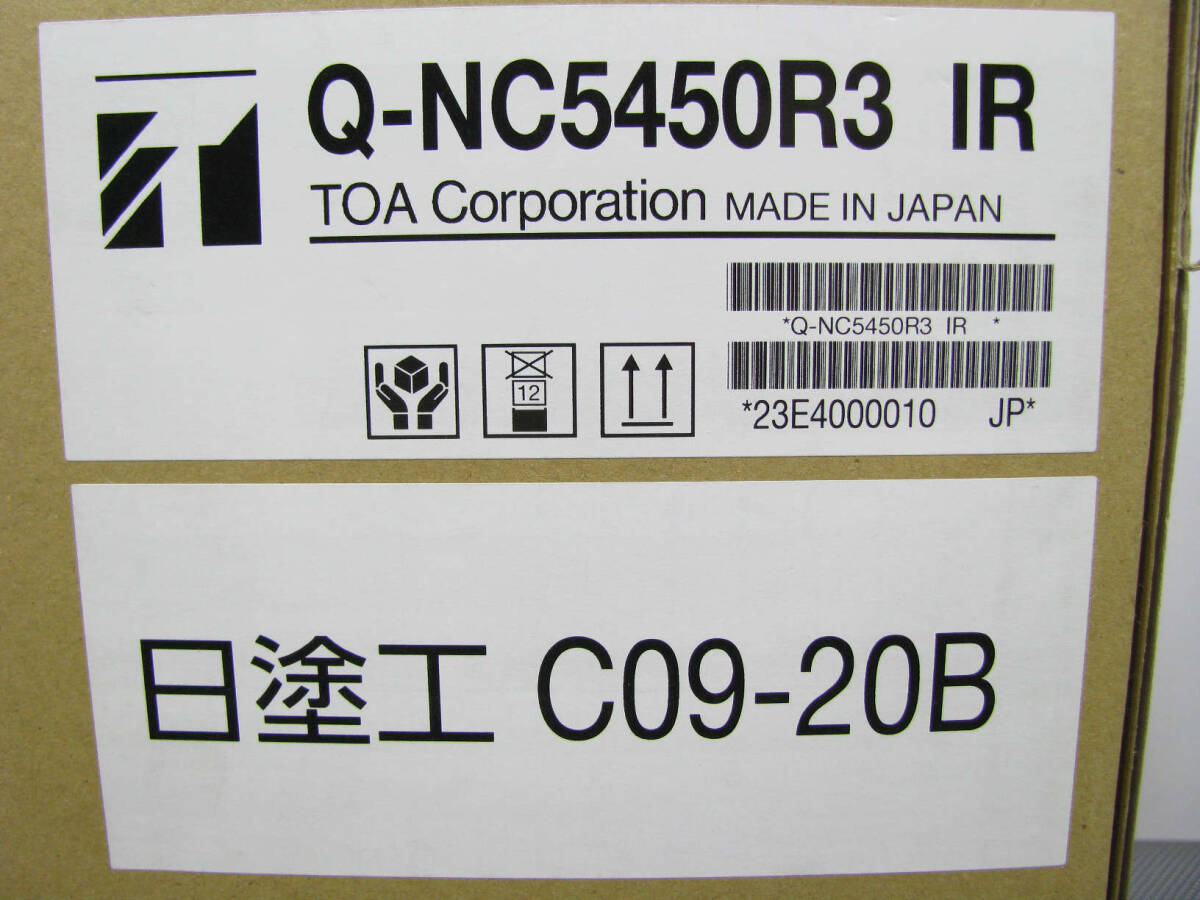 Q-NC5450R3 IR
TOA Corporation MADE IN JAPAN
*Q-NC5450R3 IR *
12
*23E4000010 JP*
日塗工 C09-20B